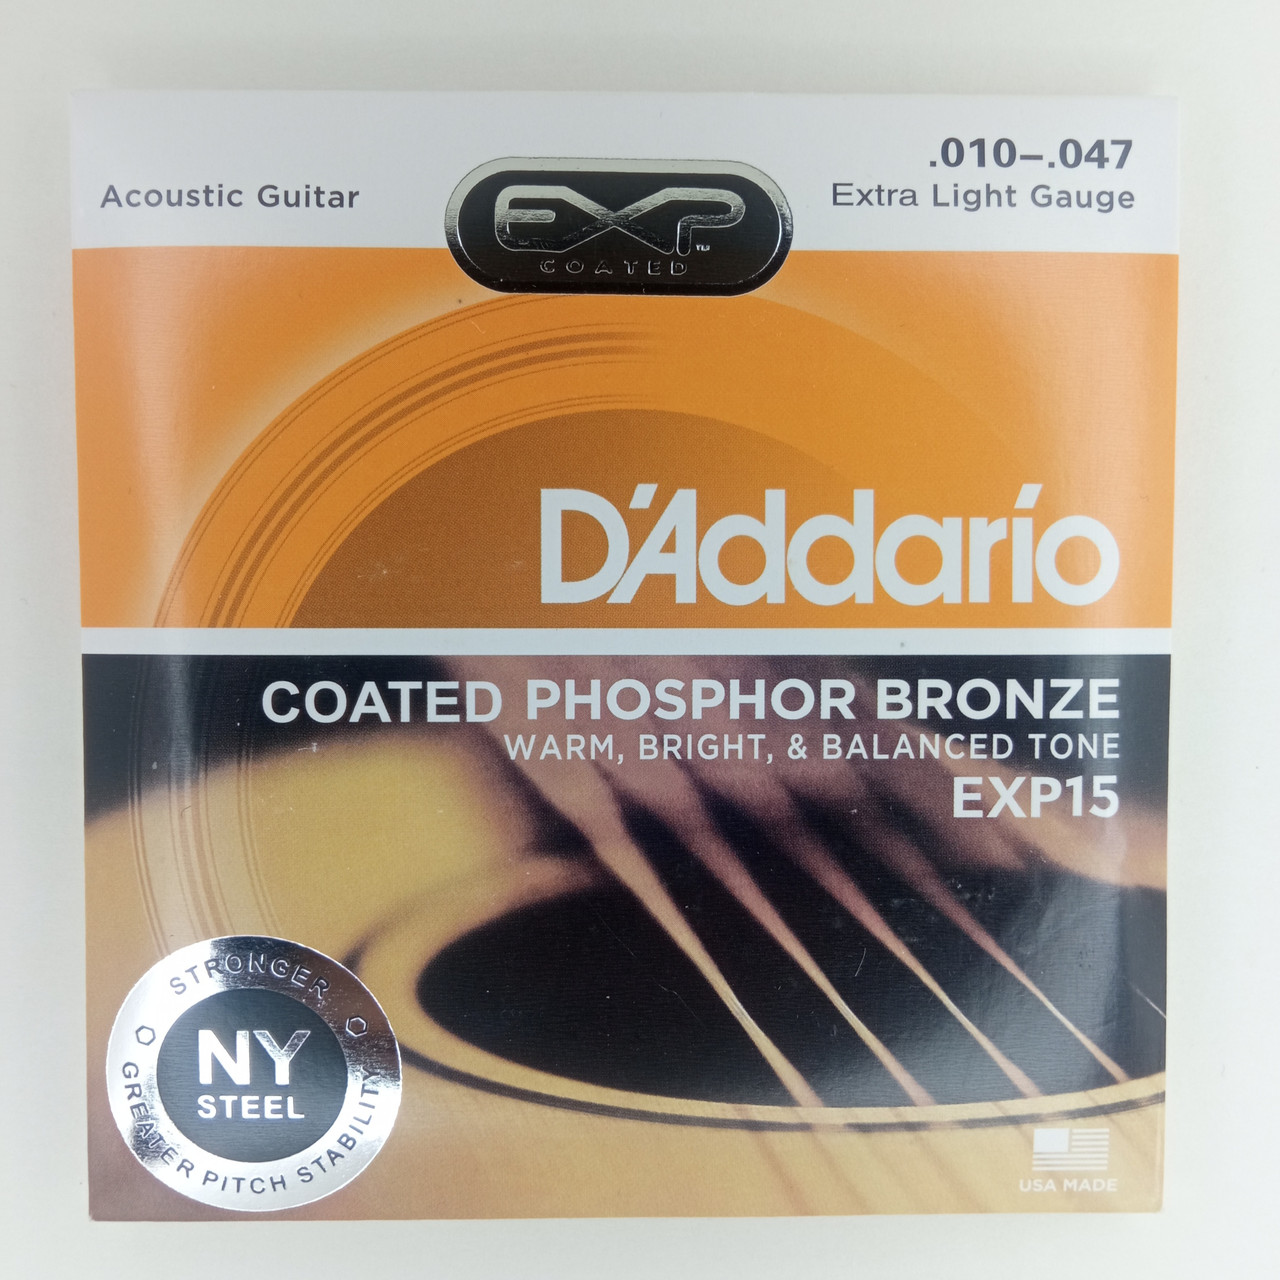 Acoustic Guitar
EXP™
COATED
.010–.047
Extra Light Gauge
D'Addario
COATED PHOSPHOR BRONZE
WARM, BRIGHT, & BALANCED TONE
EXP15
STRONGER
NY
STEEL
GREATER PITCH STABILITY
USA MADE